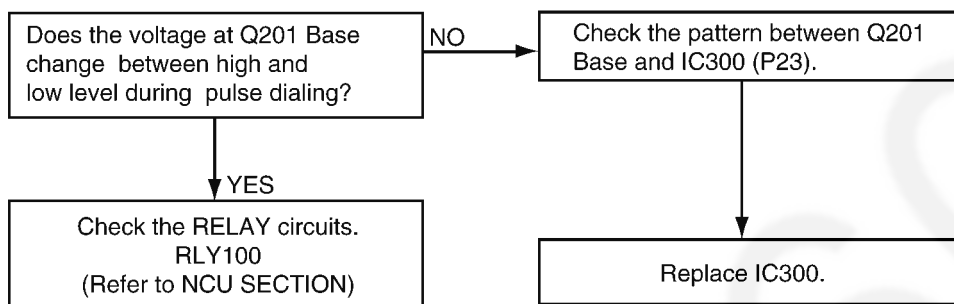 Does the voltage at Q201 Base
change between high and
low level during pulse dialing?
NO
Check the pattern between Q201
Base and IC300 (P23).
YES
Check the RELAY circuits.
RLY100
(Refer to NCU SECTION)
Replace IC300.